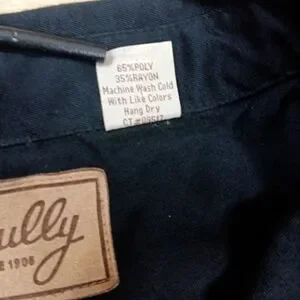 65%POLY
35%RAYON
Machine Wash Cold
With Like Colors
Hang Dry
ully
E 1906